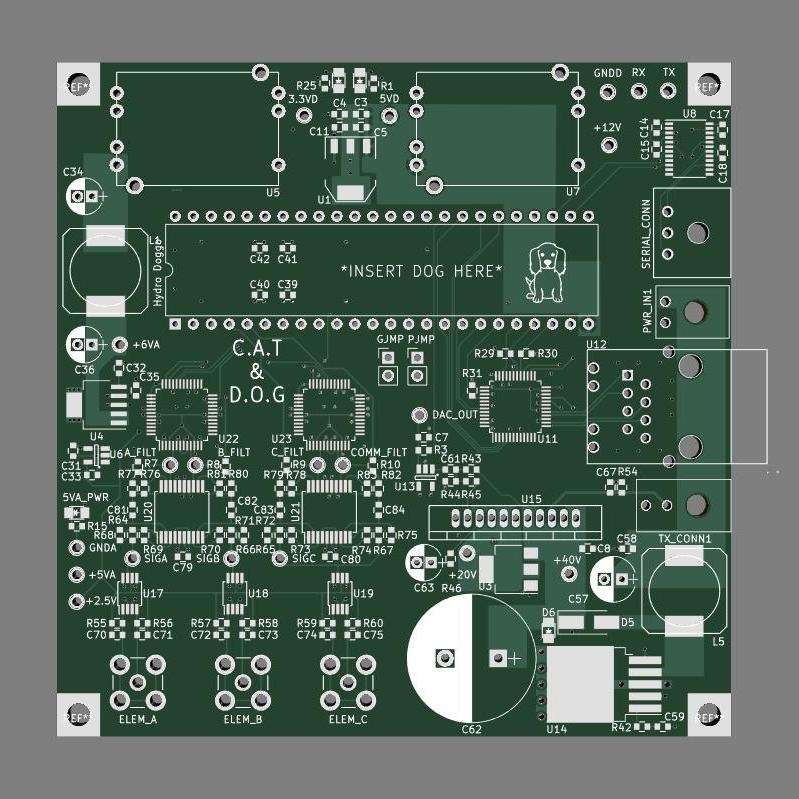 REF**
R25
R1
GNDD RX TX
REF**
3.3VD
C4 C3
5VD
C11
C5
U8
C17
C15 C14
+12V
C18
C34
U5
U1
U7
SERIAL_CONN
C42 C41
*INSERT DOG HERE*
Hydro Dogge
C40 C39
PWR_IN1
C36
+6VA
C.A.T
&
D.O.G
GJMP PJMP
R29
R30
U12
C32
C35
R31
U4
DAC_OUT
U22
U23
U11
C7
R3
U6
A_FILT
B_FILT
C_FILT
COMM_FILT
C31
C33
R7
R8
R9
R10
C61 R43
U13
R77 R76
R81 R80
R79 R78
R83
R82
R44 R45
C67 R54
5VA_PWR
C81
R64
U20
C82
C83
U21
C84
U15
R15
R68
R71 R72
R75
GNDA
R69
R70
R66 R65
R73
R74 R67
TX_CONN1
SIGA
C79
SIGB
SIGC
C80
C8
C58
+5VA
C63
R46
+20V
U3
+40V
C57
+2.5V
U17
U18
U19
D6
D5
L5
R55
R56
R57
R58
R59
R60
C70
C71
C72
C73
C74
C75
ELEM_A
ELEM_B
ELEM_C
C62
U14
R42
C59
REF**
REF**